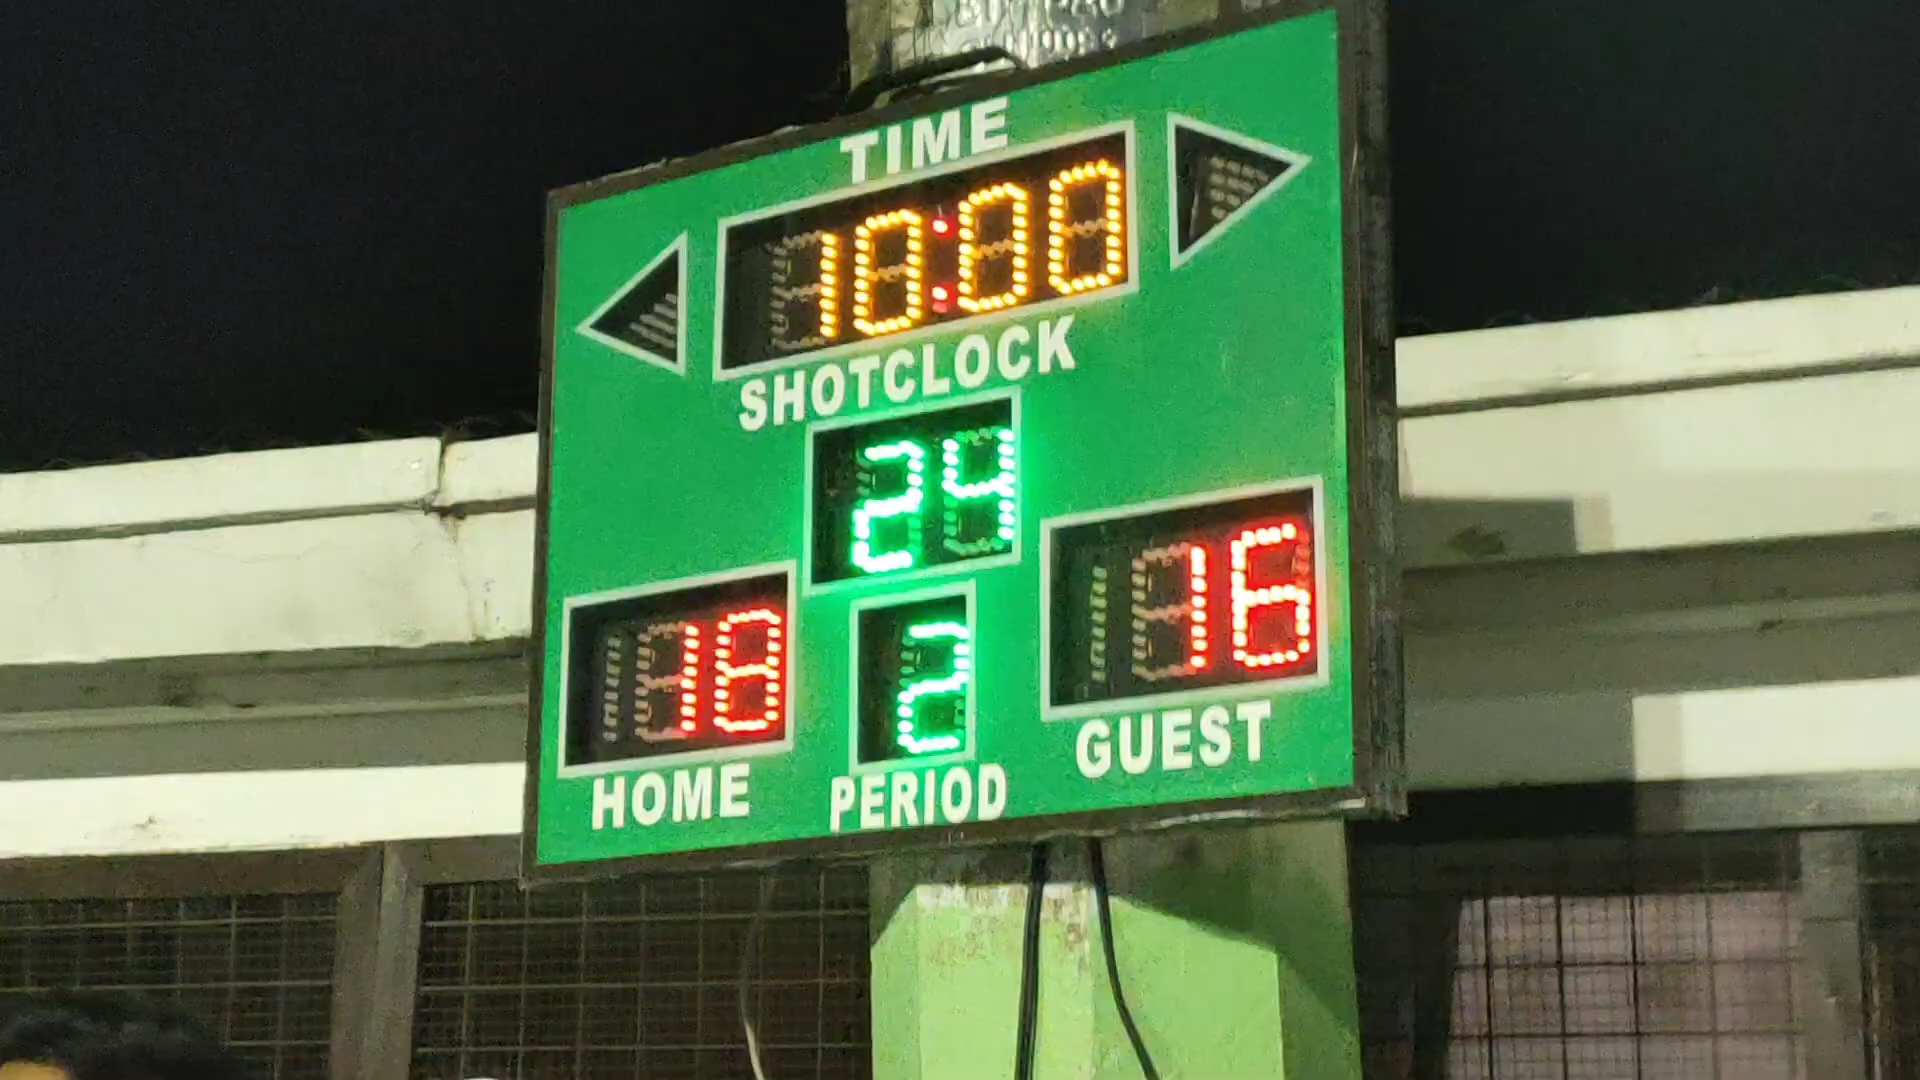 TIME
10:00
SHOTCLOCK
24
18 2 16
HOME PERIOD GUEST